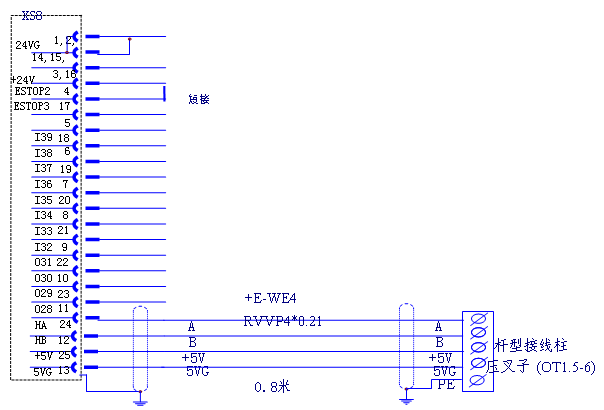 XS8
1,2,
24VG
14,15,
3,16
+24V
ESTOP2 4
短接
ESTOP3 17
5
I39 18
I38 6
I37 19
I36 7
I35 20
I34 8
I33 21
I32 9
O31 22
O30 10
O29 23
O28 11
HA 24
HB 12
+5V 25
5VG 13
+E-WE4
RVVP4*0.21
A A
B B
+5V +5V
5VG 5VG
PE
0.8米
杆型接线柱
压叉子 (OT1.5-6)